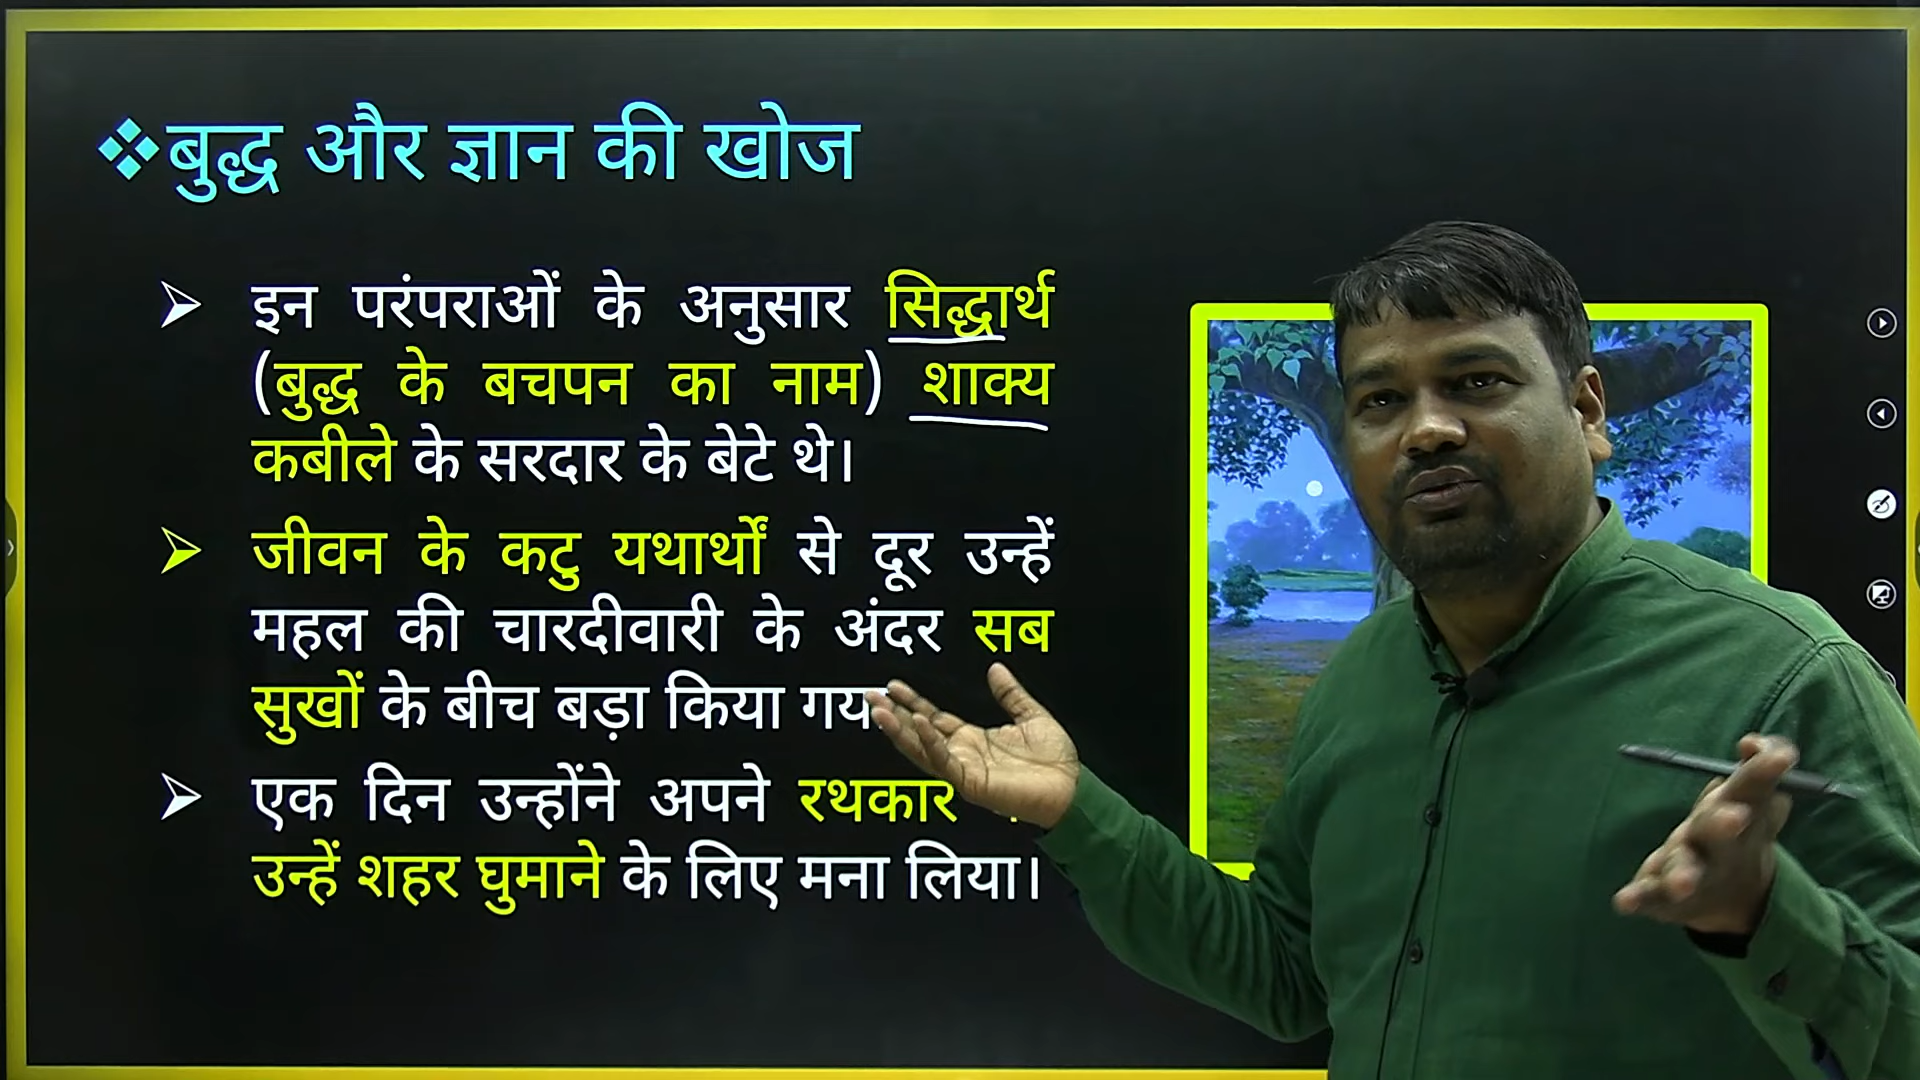 ❖बुद्ध और ज्ञान की खोज
➢ इन परंपराओं के अनुसार सिद्धार्थ
(बुद्ध के बचपन का नाम) शाक्य
कबीले के सरदार के बेटे थे।
➢ जीवन के कटु यथार्थों से दूर उन्हें
महल की चारदीवारी के अंदर सब
सुखों के बीच बड़ा किया
➢ एक दिन उन्होंने अपने रथकार
उन्हें शहर घुमाने के लिए मना लिया।